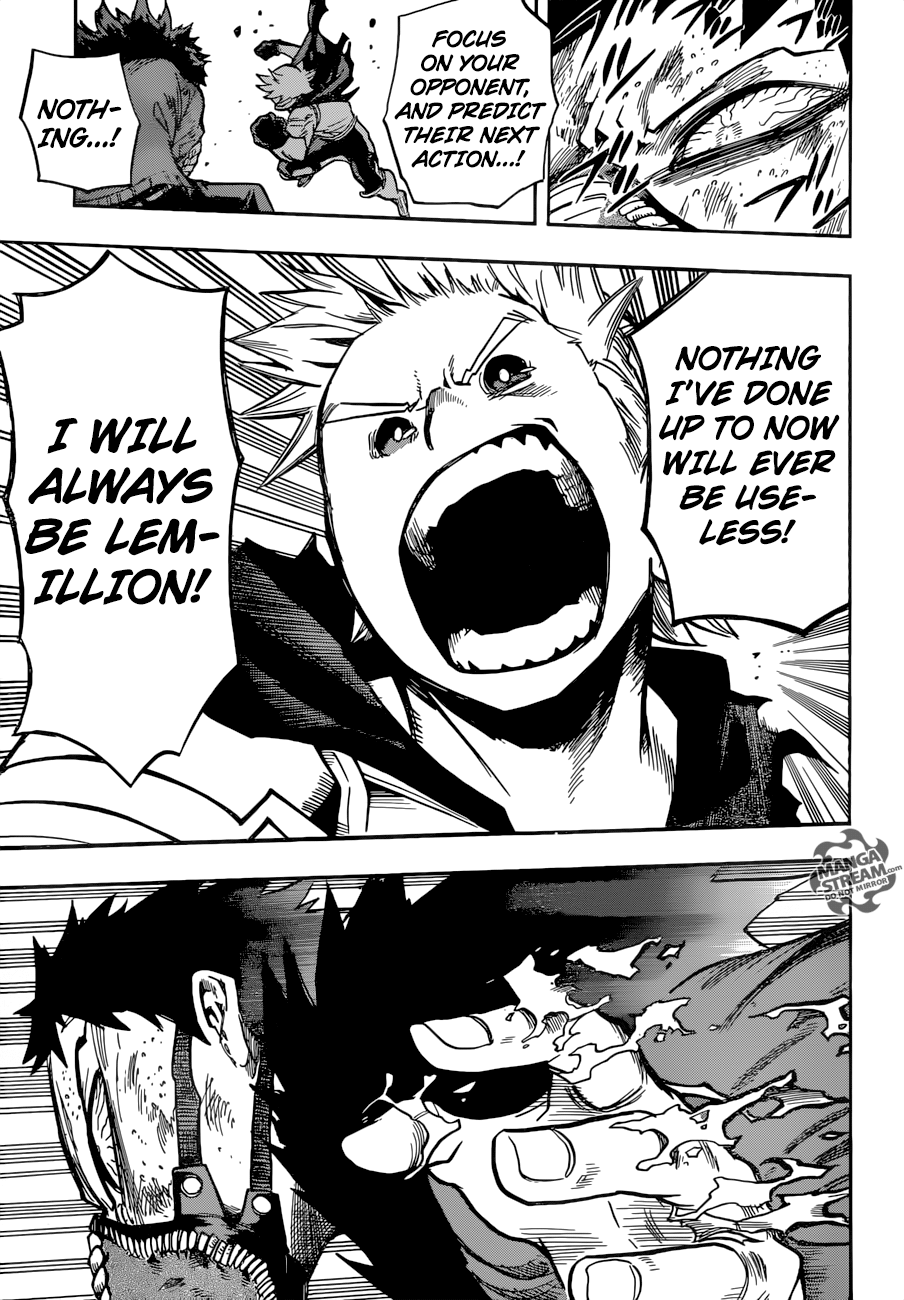 FOCUS
ON YOUR
OPPONENT,
AND PREDICT
THEIR NEXT
ACTION...!
NOTH-
ING...!
NOTHING
I'VE DONE
UP TO NOW
WILL EVER
BE USE-
LESS!
I WILL
ALWAYS
BE LEM-
ILLION!
MANGA
STREAM.com
DO NOT MIRROR